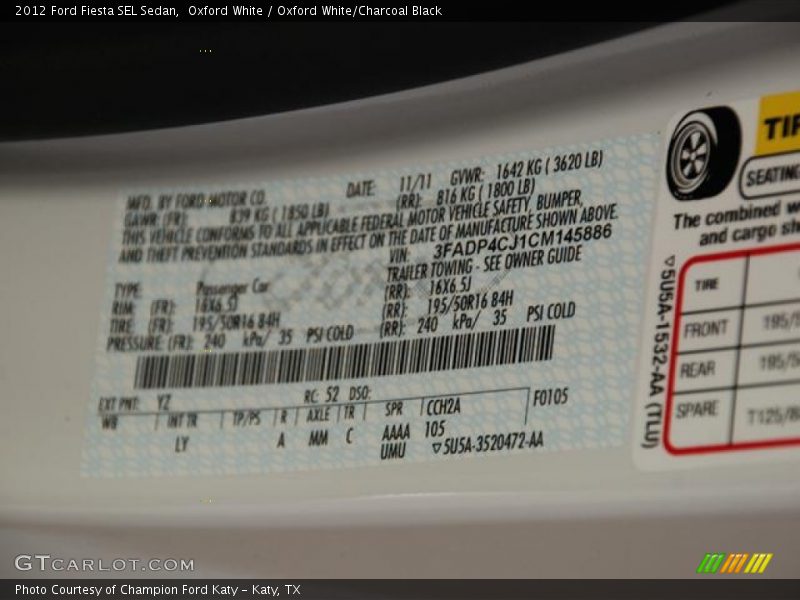 2012 Ford Fiesta SEL Sedan, Oxford White / Oxford White/Charcoal Black
MFD. BY FORD MOTOR CO. DATE: 11/11 GVWR: 1642 KG ( 3620 LB)
GAWR (FR): 839 KG ( 1850 LB) (RR): 816 KG ( 1800 LB)
THIS VEHICLE CONFORMS TO ALL APPLICABLE FEDERAL MOTOR VEHICLE SAFETY, BUMPER,
AND THEFT PREVENTION STANDARDS IN EFFECT ON THE DATE OF MANUFACTURE SHOWN ABOVE.
VIN: 3FADP4CJ1CM145886
TRAILER TOWING - SEE OWNER GUIDE
TYPE: Passenger Car
RIM: (FR): 16X6.5J (RR): 16X6.5J
TIRE (FR): 195/50R16 84H (RR): 195/50R16 84H
PRESSURE (FR): 240 kPa/ 35 PSI COLD (RR): 240 kPa/ 35 PSI COLD
EXT PNT: YZ RC: 52 DSO: F0105
WB INT TR TP/PS R AXLE TR SPR CCH2A
LY A MM C AAAA 105
UMU ▽5U5A-3520472-AA
TIR
SEATING
The combined w
and cargo sh
▽5U5A-1532-AA (TLU)
TIRE
FRONT 195/5
REAR 195/5
SPARE T125/8
GTCARLOT.COM
Photo Courtesy of Champion Ford Katy - Katy, TX